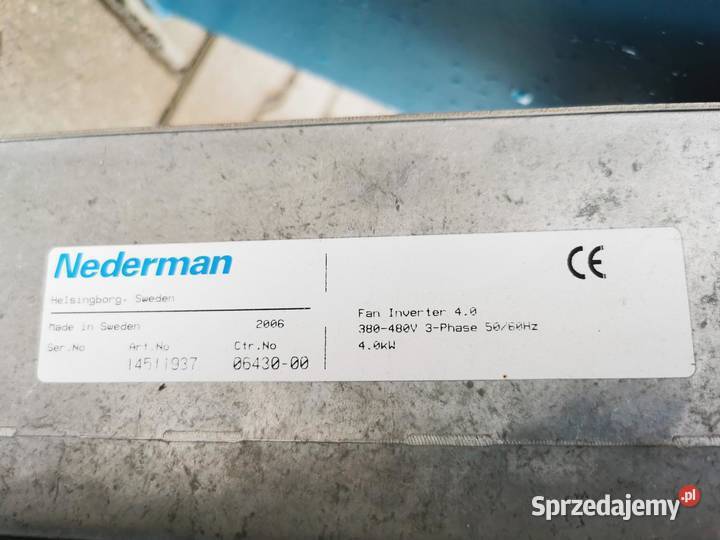 Nederman
Helsingborg, Sweden
Made in Sweden 2006
Ser.No Art.No Ctr.No
14511937 06430-00
CE
Fan Inverter 4.0
380-480V 3-Phase 50/60Hz
4.0kW
Sprzedajemy.pl